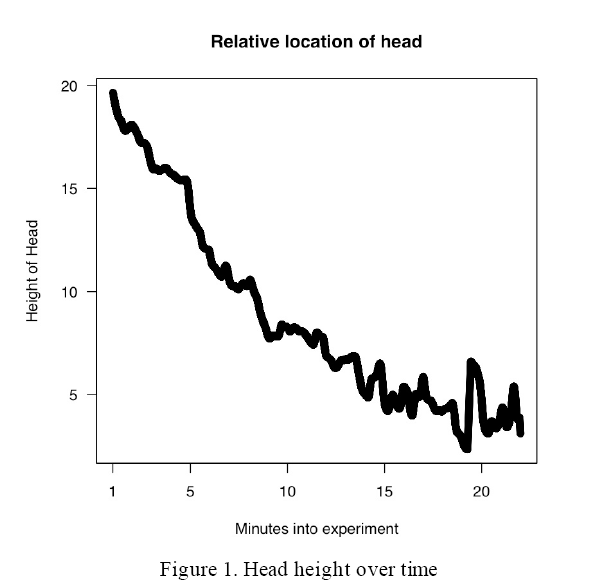 Relative location of head
20
15
10
5
Height of Head
1 5 10 15 20
Minutes into experiment
Figure 1. Head height over time